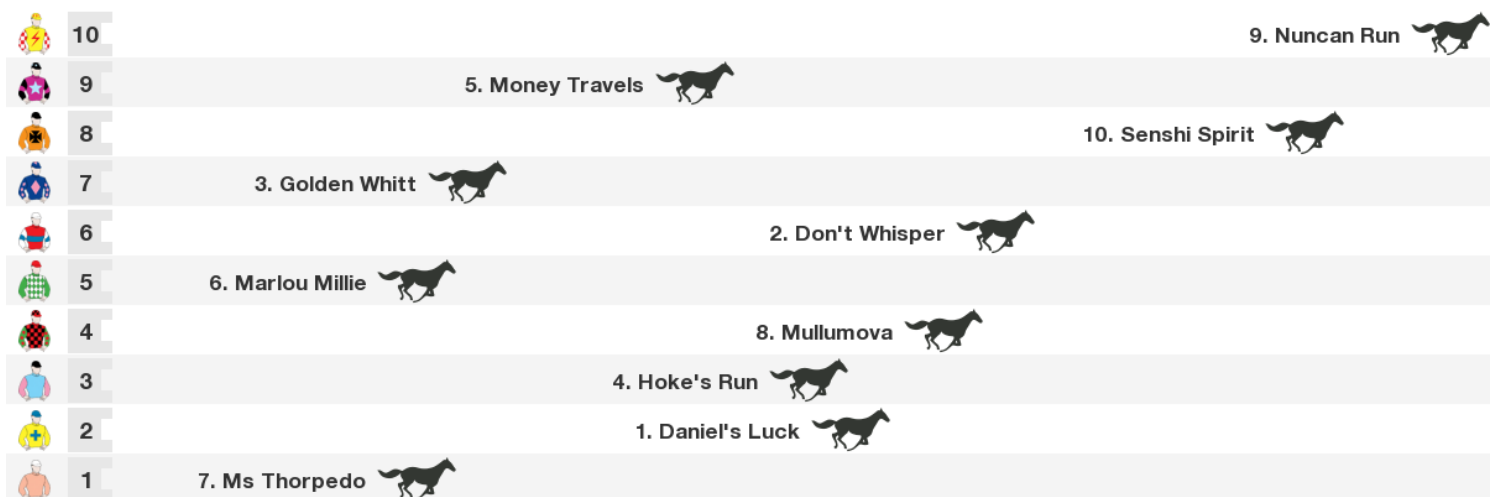 10 9. Nuncan Run
9 5. Money Travels
8 10. Senshi Spirit
7 3. Golden Whitt
6 2. Don't Whisper
5 6. Marlou Millie
4 8. Mullumova
3 4. Hoke's Run
2 1. Daniel's Luck
1 7. Ms Thorpedo